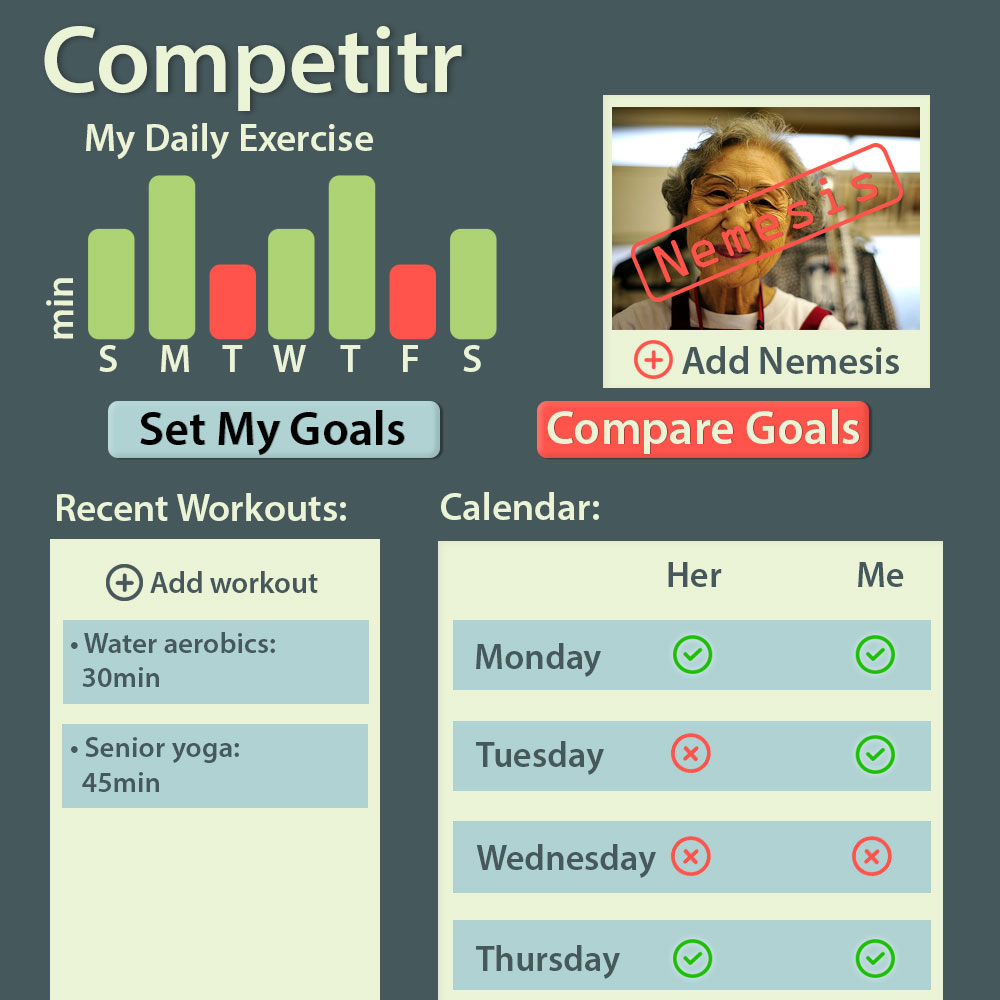 Competitr
My Daily Exercise
min
S M T W T F S
Nemesis
Add Nemesis
Set My Goals
Compare Goals
Recent Workouts:
Add workout
• Water aerobics:
30min
• Senior yoga:
45min
Calendar:
Her Me
Monday
Tuesday
Wednesday
Thursday